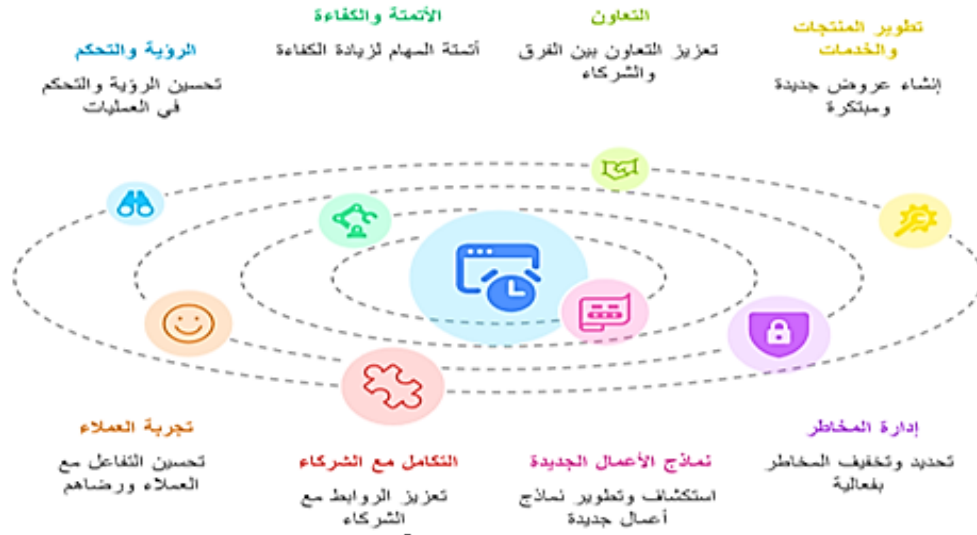 تطوير المنتجات
والخدمات
إنشاء عروض جديدة
ومبتكرة
التعاون
تعزيز التعاون بين الفرق
والشركاء
الأتمتة والكفاءة
أتمتة المهام لزيادة الكفاءة
الرؤية والتحكم
تحسين الرؤية والتحكم
في العمليات
إدارة المخاطر
تحديد وتخفيف المخاطر
بفعالية
نماذج الأعمال الجديدة
استكشاف وتطوير نماذج
أعمال جديدة
التكامل مع الشركاء
تعزيز الروابط مع
الشركاء
تجربة العملاء
تحسين التفاعل مع
العملاء ورضاهم